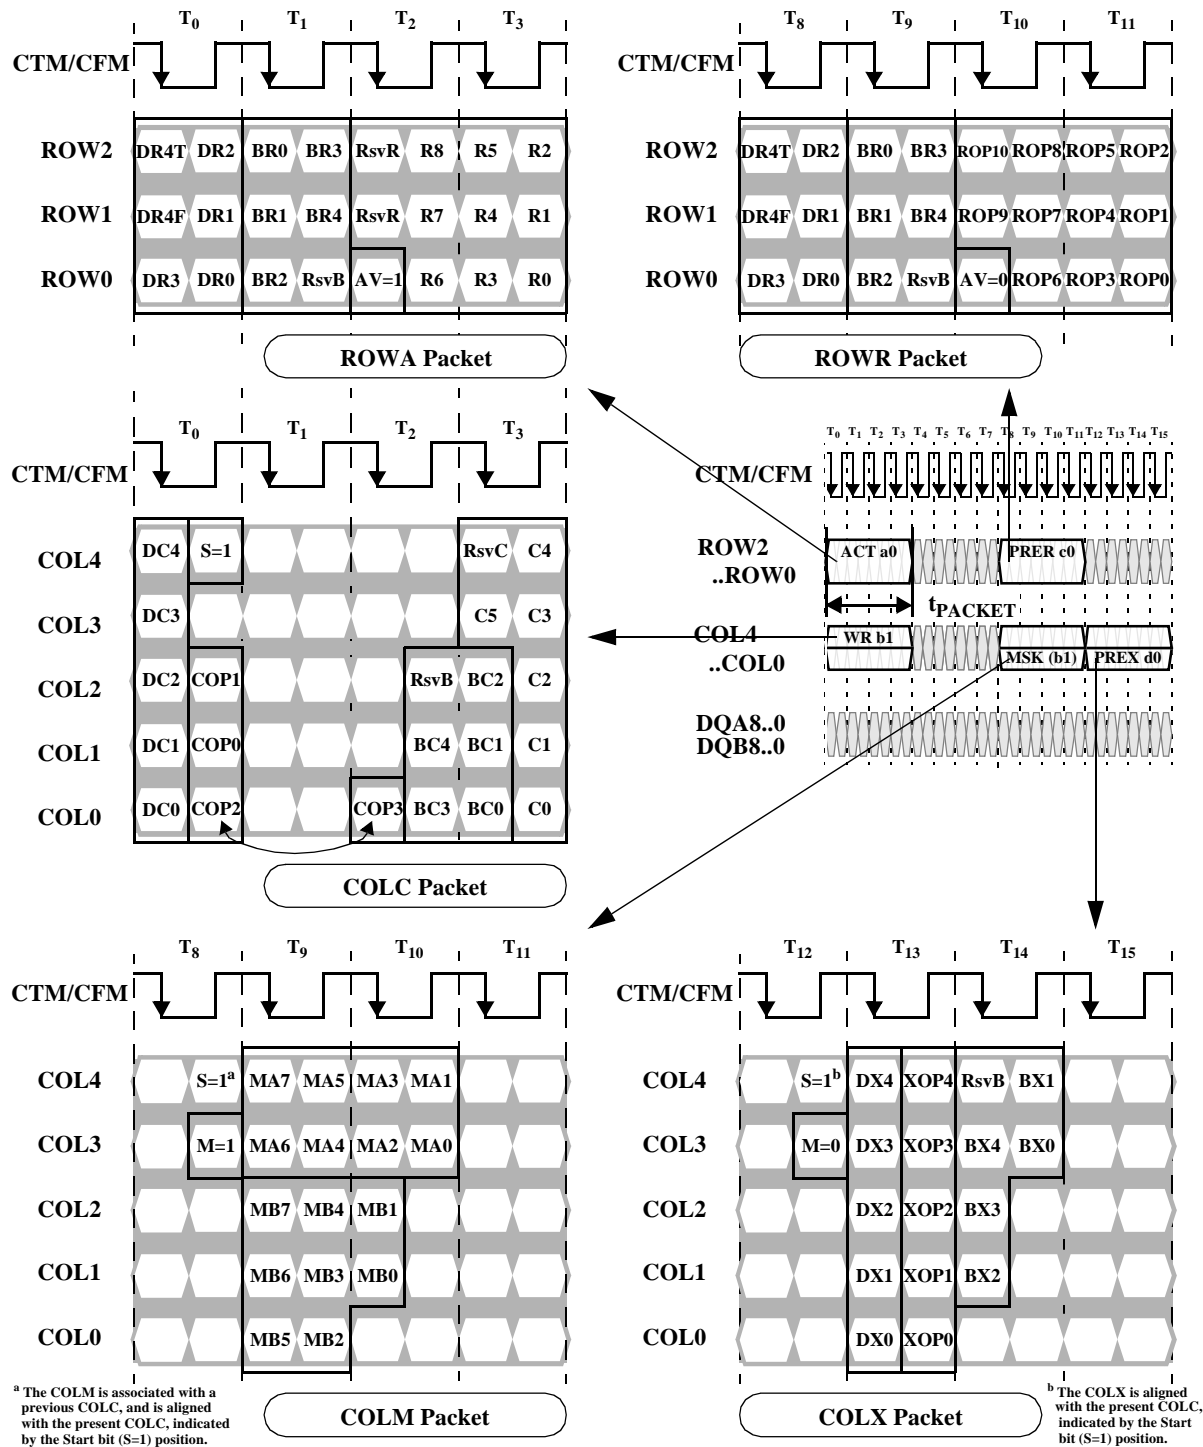 T0 T1 T2 T3
CTM/CFM
ROW2 DR4T DR2 BR0 BR3 RsvR R8 R5 R2
ROW1 DR4F DR1 BR1 BR4 RsvR R7 R4 R1
ROW0 DR3 DR0 BR2 RsvB AV=1 R6 R3 R0
ROWA Packet
T8 T9 T10 T11
CTM/CFM
ROW2 DR4T DR2 BR0 BR3 ROP10 ROP8 ROP5 ROP2
ROW1 DR4F DR1 BR1 BR4 ROP9 ROP7 ROP4 ROP1
ROW0 DR3 DR0 BR2 RsvB AV=0 ROP6 ROP3 ROP0
ROWR Packet
T0 T1 T2 T3
CTM/CFM
COL4 DC4 S=1 RsvC C4
COL3 DC3 C5 C3
COL2 DC2 COP1 RsvB BC2 C2
COL1 DC1 COP0 BC4 BC1 C1
COL0 DC0 COP2 COP3 BC3 BC0 C0
COLC Packet
T0 T1 T2 T3 T4 T5 T6 T7 T8 T9 T10 T11 T12 T13 T14 T15
CTM/CFM
ROW2 ACT a0 PRER c0
..ROW0
tPACKET
COL4 WR b1
..COL0 MSK (b1) PREX d0
DQA8..0
DQB8..0
T8 T9 T10 T11
CTM/CFM
COL4 S=1a MA7 MA5 MA3 MA1
COL3 M=1 MA6 MA4 MA2 MA0
COL2 MB7 MB4 MB1
COL1 MB6 MB3 MB0
COL0 MB5 MB2
a The COLM is associated with a
previous COLC, and is aligned
with the present COLC, indicated
by the Start bit (S=1) position.
COLM Packet
T12 T13 T14 T15
CTM/CFM
COL4 S=1b DX4 XOP4 RsvB BX1
COL3 M=0 DX3 XOP3 BX4 BX0
COL2 DX2 XOP2 BX3
COL1 DX1 XOP1 BX2
COL0 DX0 XOP0
COLX Packet
b The COLX is aligned
with the present COLC,
indicated by the Start
bit (S=1) position.